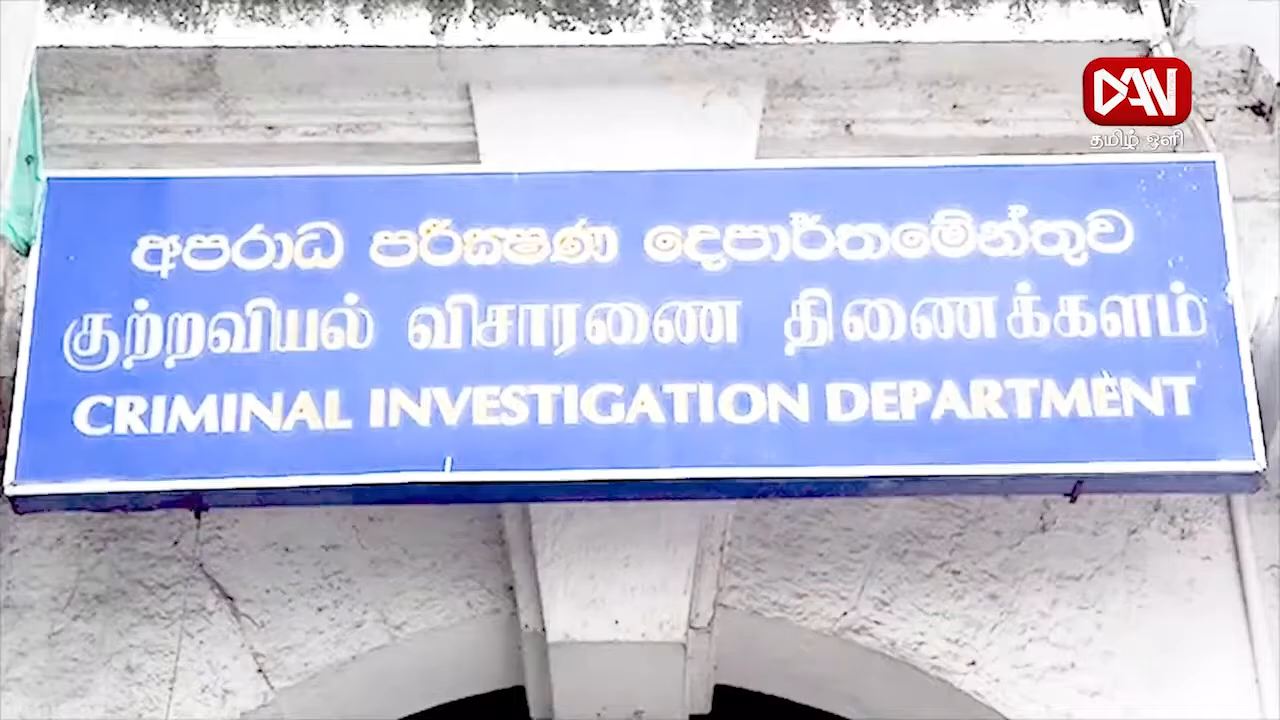 DAN
தமிழ் ஒளி
අපරාධ පරීක්ෂණ දෙපාර්තමේන්තුව
குற்றவியல் விசாரணை திணைக்களம்
CRIMINAL INVESTIGATION DEPARTMENT